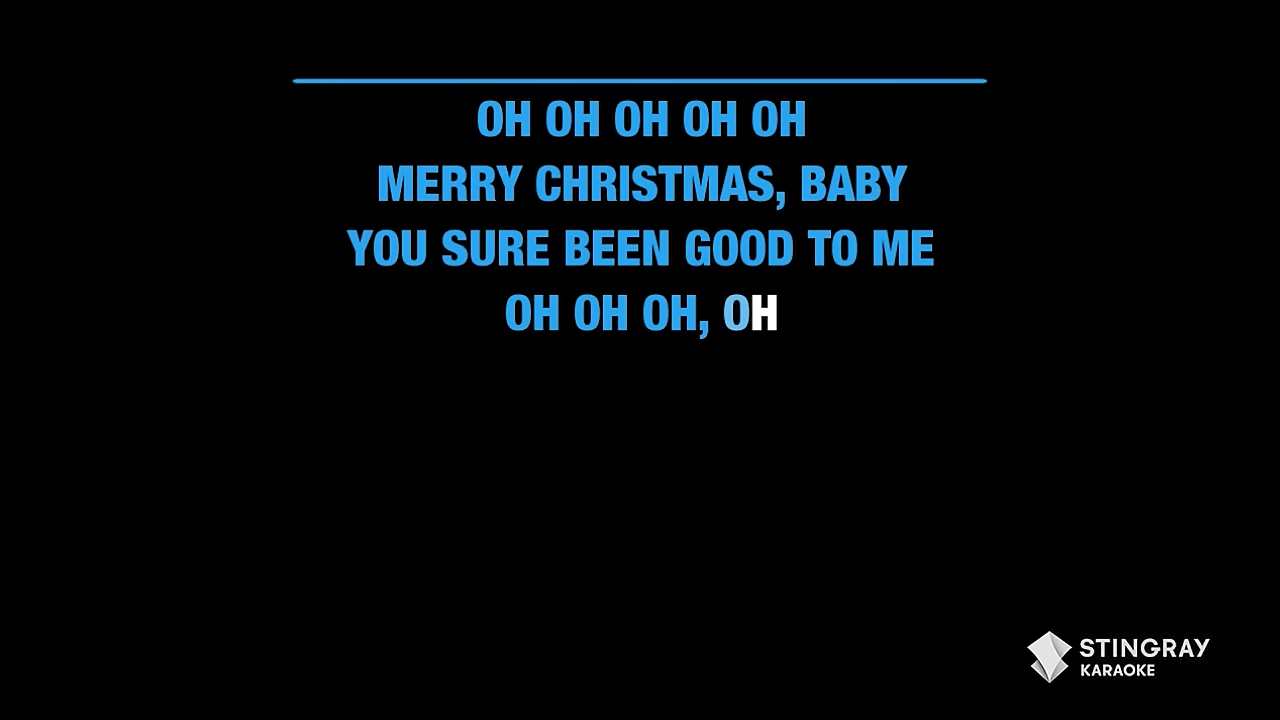 OH OH OH OH OH
MERRY CHRISTMAS, BABY
YOU SURE BEEN GOOD TO ME
OH OH OH, OH
STINGRAY
KARAOKE